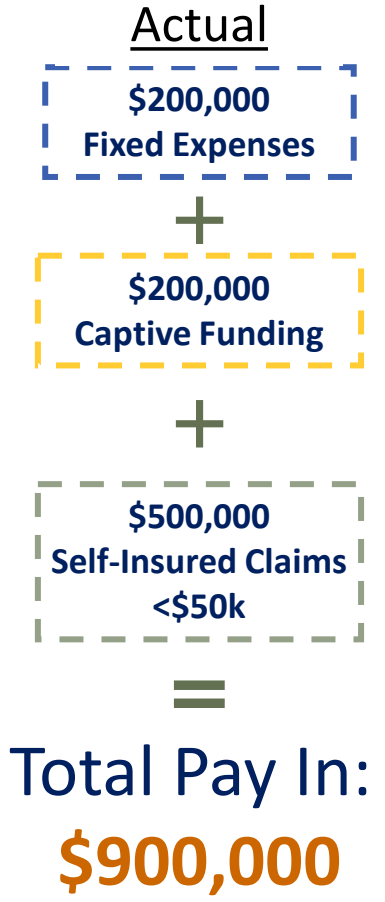 Actual
$200,000
Fixed Expenses
+
$200,000
Captive Funding
+
$500,000
Self-Insured Claims
<$50k
=
Total Pay In:
$900,000